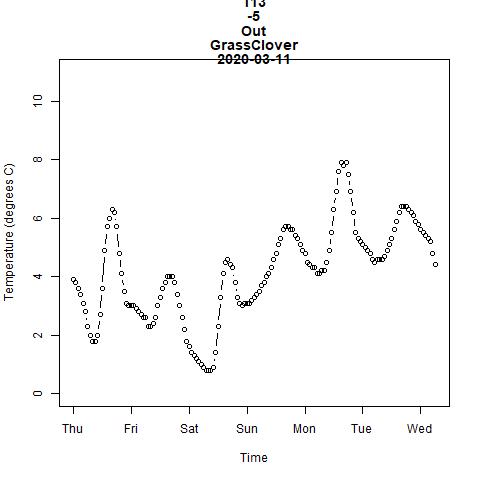 113
-5
Out
GrassClover
2020-03-11
Temperature (degrees C)
10
8
6
4
2
0
Thu Fri Sat Sun Mon Tue Wed
Time